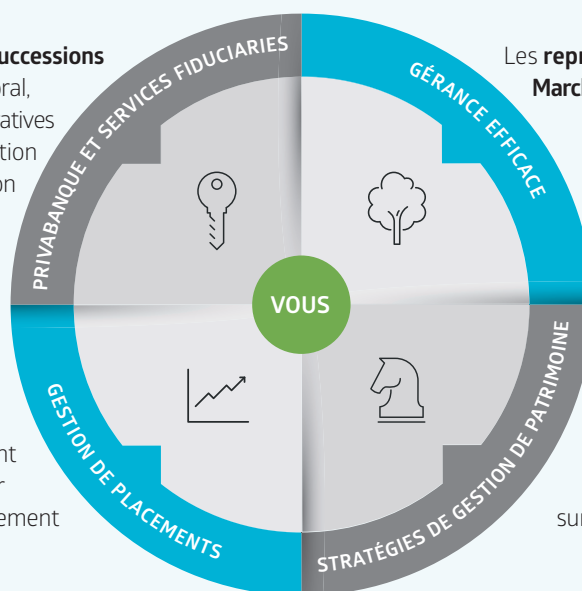 uccessions
oral,
atives
tion
on
PRIVABANQUE ET SERVICES FIDUCIARIES
GÉRANCE EFFICACE
Les repr
March
VOUS
GESTION DE PLACEMENTS
STRATÉGIES DE GESTION DE PATRIMOINE
nt
r
ement
sur